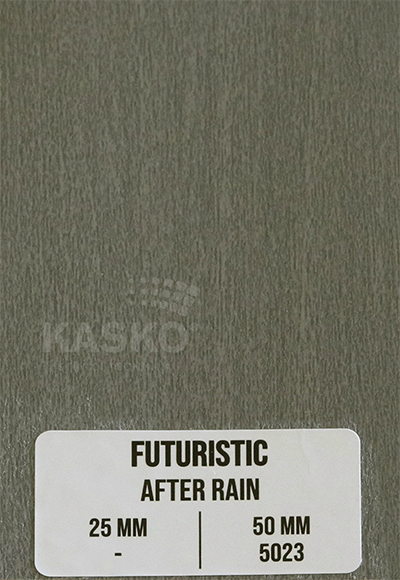 KASKO
FUTURISTIC
AFTER RAIN
25 MM 50 MM
- 5023